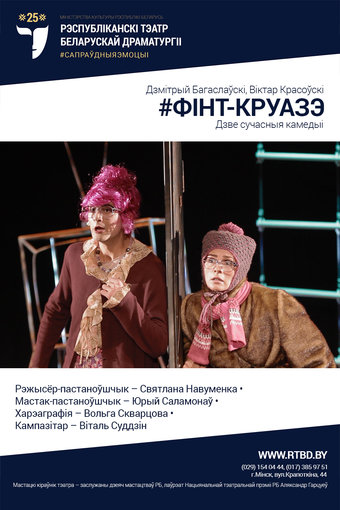 25
МІНІСТЭРСТВА КУЛЬТУРЫ РЭСПУБЛІКІ БЕЛАРУСЬ
РЭСПУБЛІКАНСКІ ТЭАТР
БЕЛАРУСКАЙ ДРАМАТУРГІІ
#САПРАЎДНЫЯЭМОЦЫІ
Дзмітрый Багаслаўскі, Віктар Красоўскі
#ФІНТ-КРУАЗЭ
Дзве сучасныя камедыі
Рэжысёр-пастаноўшчык – Святлана Навуменка •
Мастак-пастаноўшчык – Юрый Саламонаў •
Харэаграфія – Вольга Скварцова •
Кампазітар – Віталь Суддзін
WWW.RTBD.BY
(029) 154 04 44, (017) 385 97 51
г.Мінск, вул.Крапоткіна, 44
Мастацкі кіраўнік тэатра – заслужаны дзеяч мастацтваў РБ, лаўрэат Нацыянальнай тэатральнай прэміі РБ Аляксандр Гарцуеў